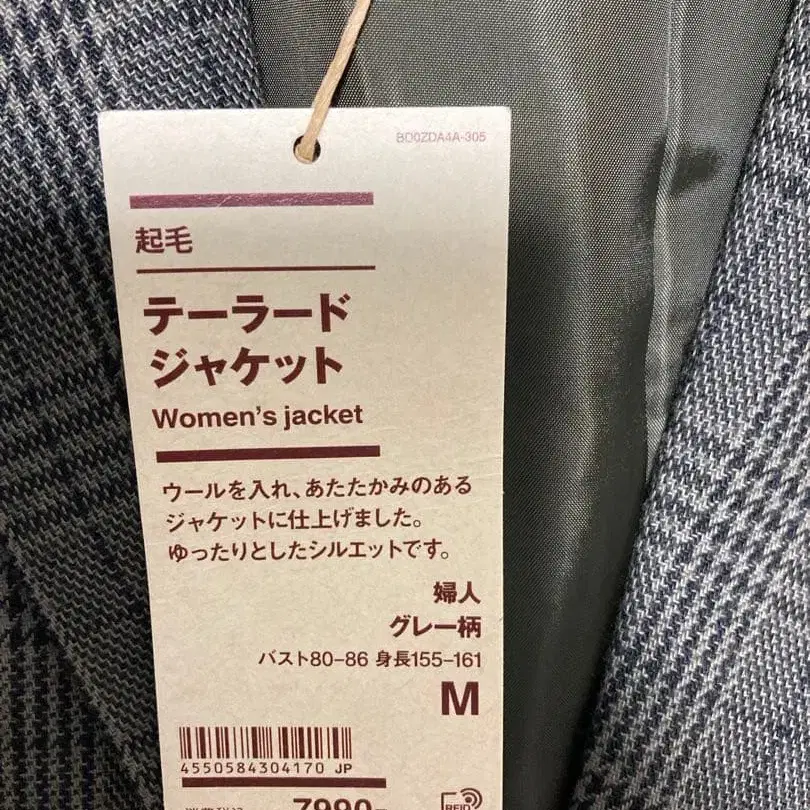 BD0ZDA4A-305
起毛
テーラード
ジャケット
Women's jacket
ウールを入れ、あたたかみのある
ジャケットに仕上げました。
ゆったりとしたシルエットです。
婦人
グレー柄
バスト80-86 身長155-161
M
4550584304170 JP
7990-
RFID